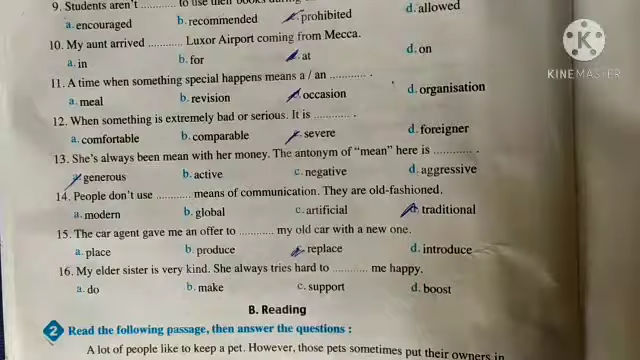 9. Students aren't ............ to use their books during
a. encouraged b. recommended c. prohibited d. allowed
10. My aunt arrived ............ Luxor Airport coming from Mecca.
a. in b. for c. at d. on
11. A time when something special happens means a / an ............ .
a. meal b. revision c. occasion d. organisation
12. When something is extremely bad or serious. It is ............ .
a. comfortable b. comparable c. severe d. foreigner
13. She's always been mean with her money. The antonym of "mean" here is ............ .
a. generous b. active c. negative d. aggressive
14. People don't use ............ means of communication. They are old-fashioned.
a. modern b. global c. artificial d. traditional
15. The car agent gave me an offer to ............ my old car with a new one.
a. place b. produce c. replace d. introduce
16. My elder sister is very kind. She always tries hard to ............ me happy.
a. do b. make c. support d. boost
B. Reading
2 Read the following passage, then answer the questions :
A lot of people like to keep a pet. However, those pets sometimes put their owners in
KINEMASTER